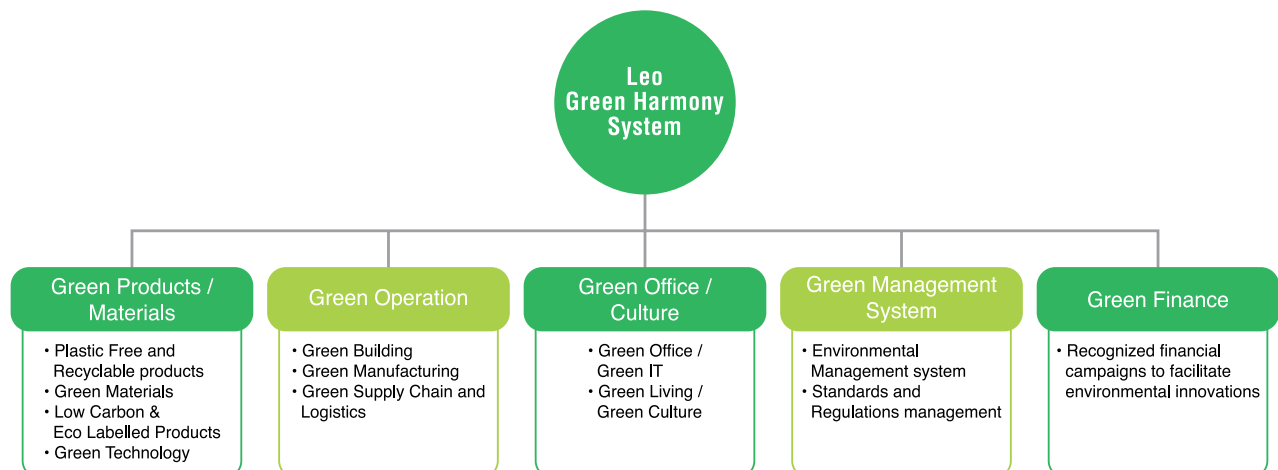 Leo
Green Harmony
System
Green Products /
Materials
• Plastic Free and
Recyclable products
• Green Materials
• Low Carbon &
Eco Labelled Products
• Green Technology
Green Operation
• Green Building
• Green Manufacturing
• Green Supply Chain and
Logistics
Green Office /
Culture
• Green Office /
Green IT
• Green Living /
Green Culture
Green Management
System
• Environmental
Management system
• Standards and
Regulations management
Green Finance
• Recognized financial
campaigns to facilitate
environmental innovations